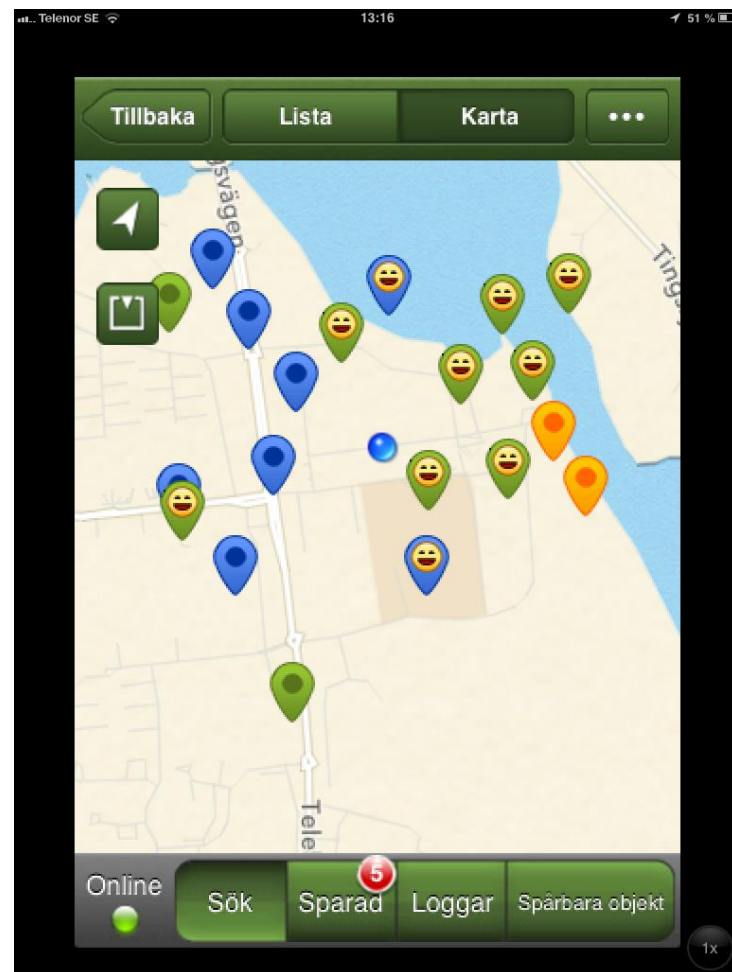 Telenor SE 13:16 51 %
Tillbaka Lista Karta •••
gsvägen
Tings
Tele
5
Online Sök Sparad Loggar Spårbara objekt
1x